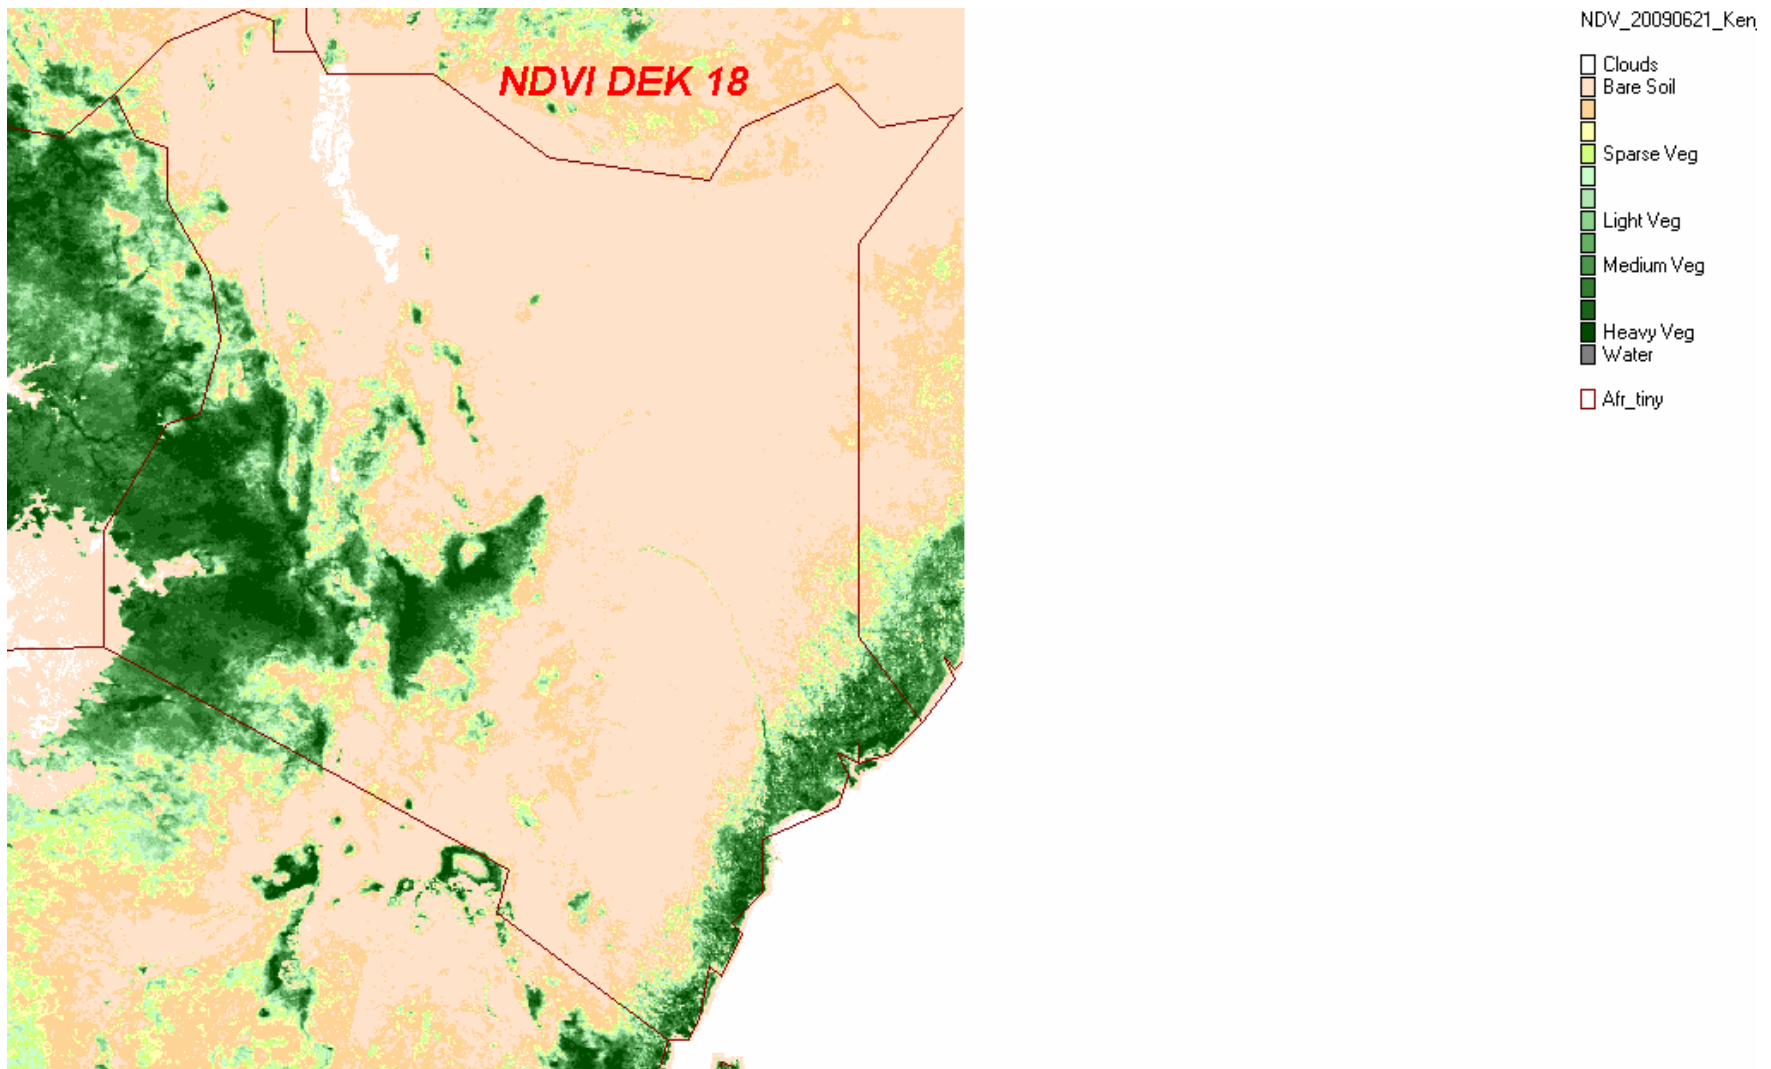 NDVI DEK 18
NDV_20090621_Ken
Clouds
Bare Soil
Sparse Veg
Light Veg
Medium Veg
Heavy Veg
Water
Afr_tiny